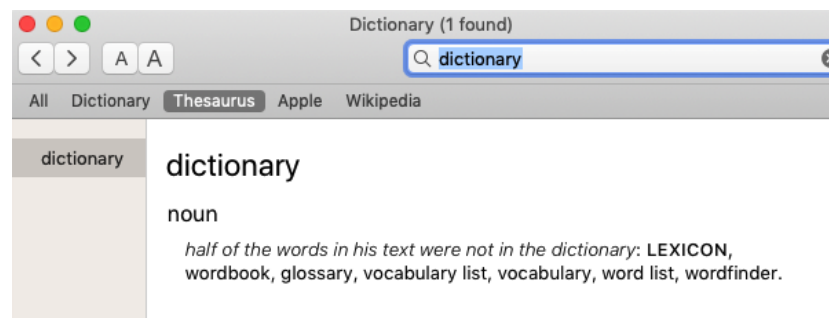 Dictionary (1 found)
A A dictionary
All Dictionary Thesaurus Apple Wikipedia
dictionary
dictionary
noun
half of the words in his text were not in the dictionary: LEXICON,
wordbook, glossary, vocabulary list, vocabulary, word list, wordfinder.